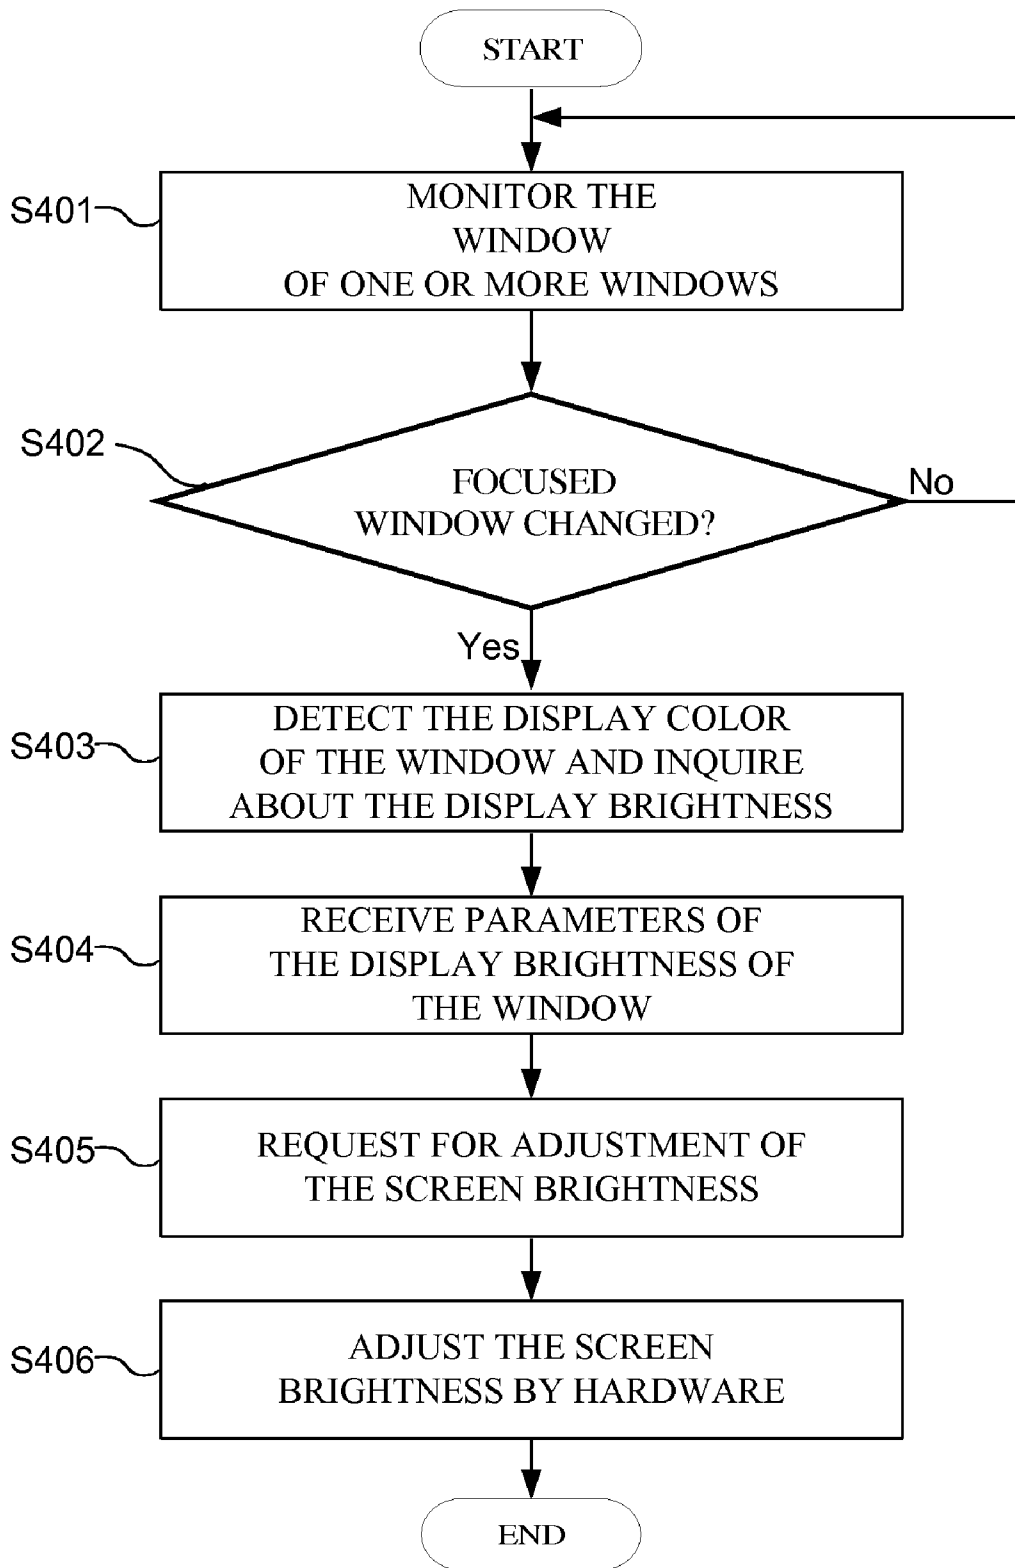 START
S401
MONITOR THE
WINDOW
OF ONE OR MORE WINDOWS
S402
FOCUSED
WINDOW CHANGED?
No
Yes
S403
DETECT THE DISPLAY COLOR
OF THE WINDOW AND INQUIRE
ABOUT THE DISPLAY BRIGHTNESS
S404
RECEIVE PARAMETERS OF
THE DISPLAY BRIGHTNESS OF
THE WINDOW
S405
REQUEST FOR ADJUSTMENT OF
THE SCREEN BRIGHTNESS
S406
ADJUST THE SCREEN
BRIGHTNESS BY HARDWARE
END